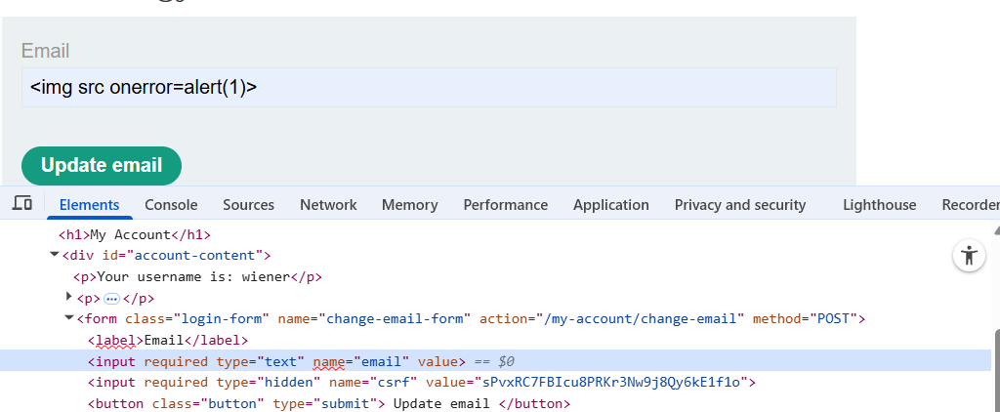 Email
<img src onerror=alert(1)>
Update email
Elements Console Sources Network Memory Performance Application Privacy and security Lighthouse Recorder
<h1>My Account</h1>
<div id="account-content">
<p>Your username is: wiener</p>
<p>…</p>
<form class="login-form" name="change-email-form" action="/my-account/change-email" method="POST">
<label>Email</label>
<input required type="text" name="email" value> == $0
<input required type="hidden" name="csrf" value="sPvxRC7FBIcu8PRKr3Nw9j8Qy6kE1f1o">
<button class="button" type="submit"> Update email </button>